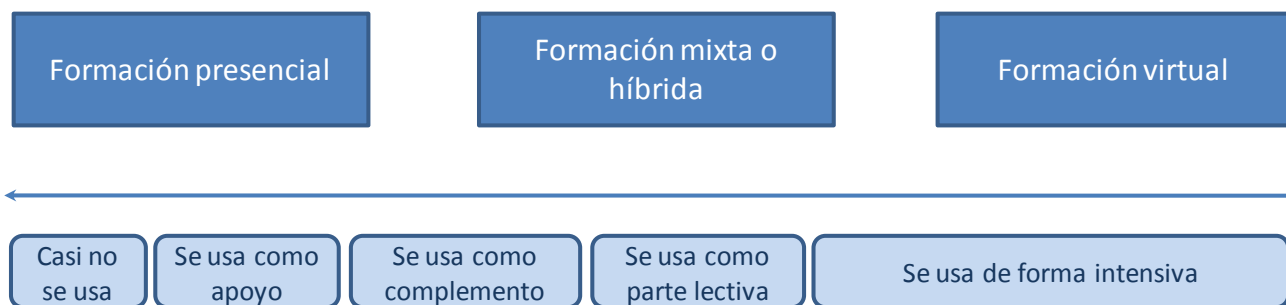 Formación presencial
Formación mixta o
híbrida
Formación virtual
Casi no
se usa
Se usa como
apoyo
Se usa como
complemento
Se usa como
parte lectiva
Se usa de forma intensiva